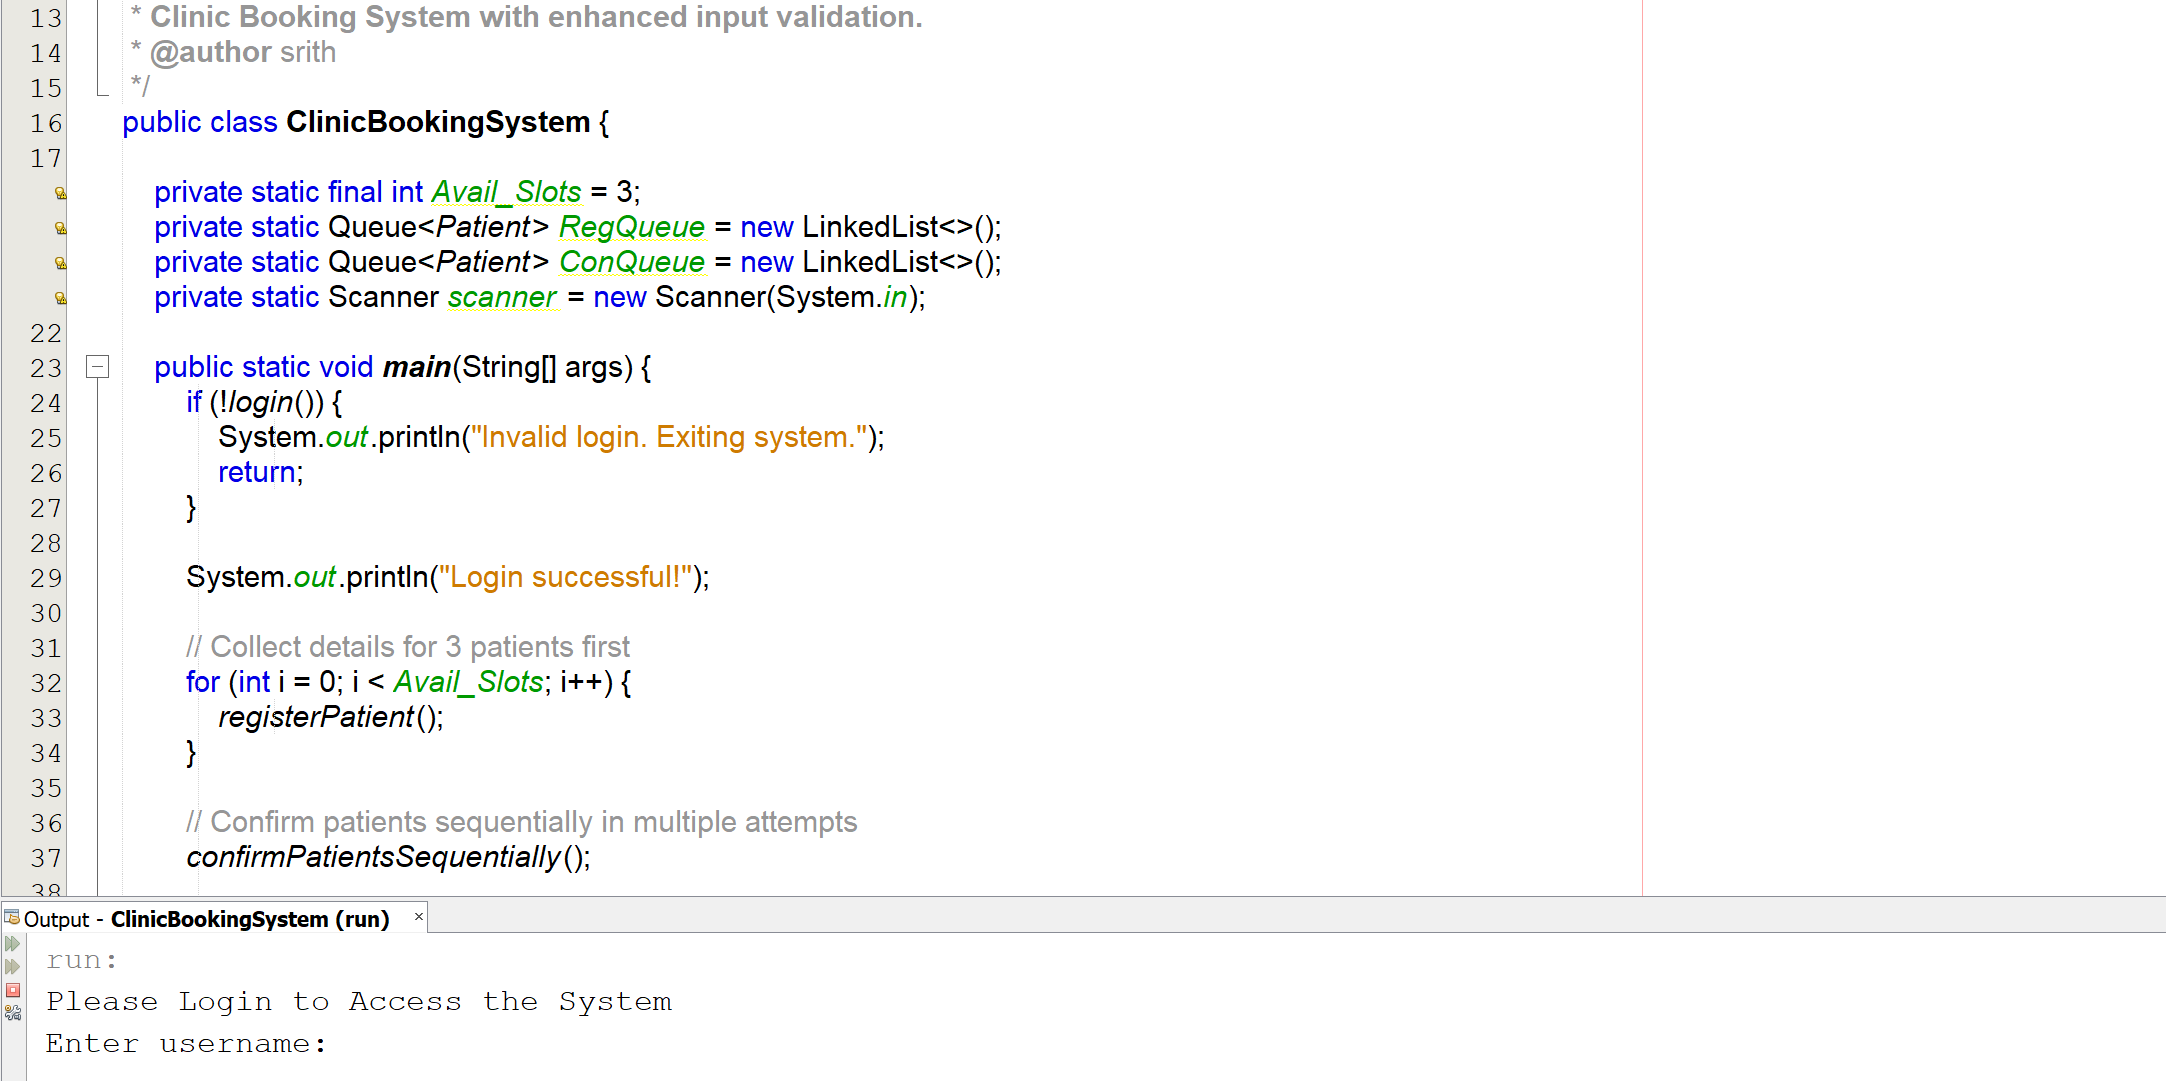 13 * Clinic Booking System with enhanced input validation.
14 * @author srith
15 */
16 public class ClinicBookingSystem {
17
private static final int Avail_Slots = 3;
private static Queue<Patient> RegQueue = new LinkedList<>();
private static Queue<Patient> ConQueue = new LinkedList<>();
private static Scanner scanner = new Scanner(System.in);
22
23 public static void main(String[] args) {
24 if (!login()) {
25 System.out.println("Invalid login. Exiting system.");
26 return;
27 }
28
29 System.out.println("Login successful!");
30
31 // Collect details for 3 patients first
32 for (int i = 0; i < Avail_Slots; i++) {
33 registerPatient();
34 }
35
36 // Confirm patients sequentially in multiple attempts
37 confirmPatientsSequentially();
38
Output - ClinicBookingSystem (run) ×
run:
Please Login to Access the System
Enter username: